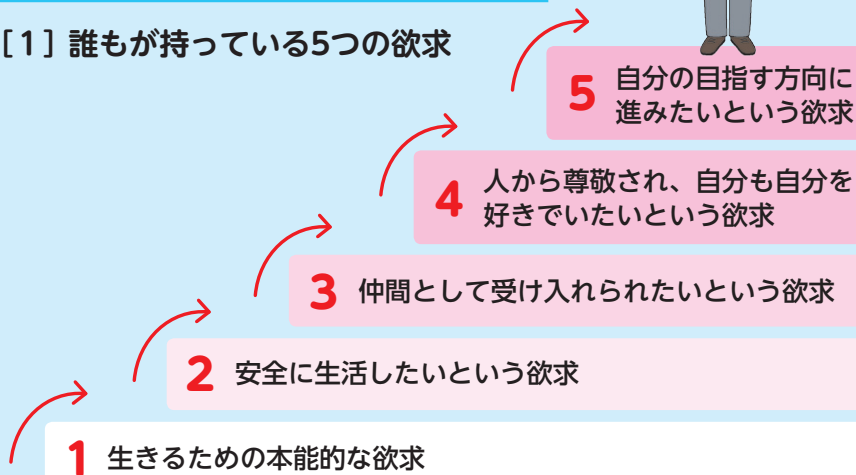 [1] 誰もが持っている5つの欲求
5 自分の目指す方向に
進みたいという欲求
4 人から尊敬され、自分も自分を
好きでいたいという欲求
3 仲間として受け入れられたいという欲求
2 安全に生活したいという欲求
1 生きるための本能的な欲求